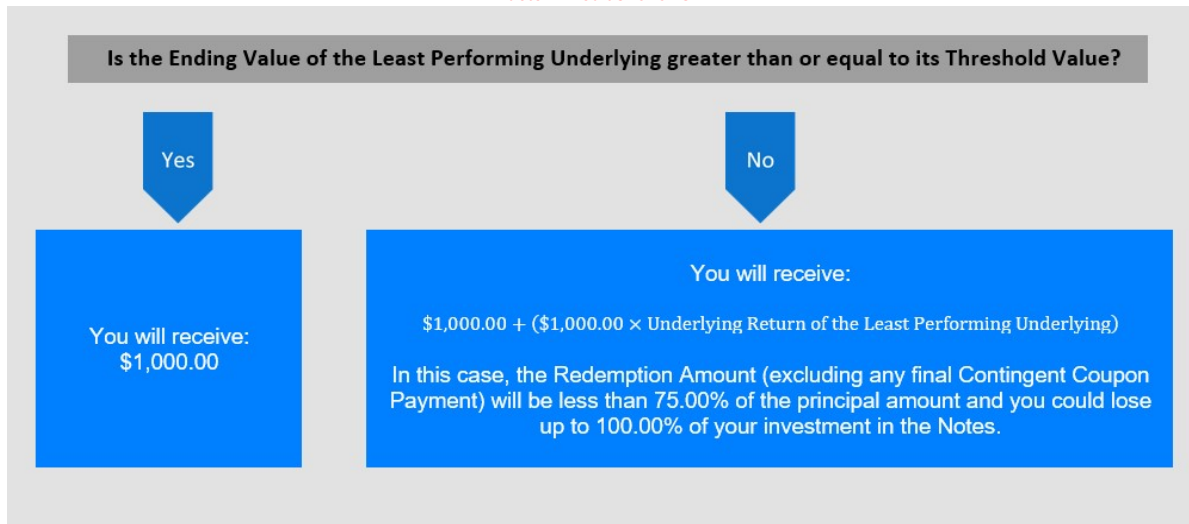 Is the Ending Value of the Least Performing Underlying greater than or equal to its Threshold Value?
Yes
No
You will receive:
$1,000.00
You will receive:
$1,000.00 + ($1,000.00 × Underlying Return of the Least Performing Underlying)
In this case, the Redemption Amount (excluding any final Contingent Coupon
Payment) will be less than 75.00% of the principal amount and you could lose
up to 100.00% of your investment in the Notes.